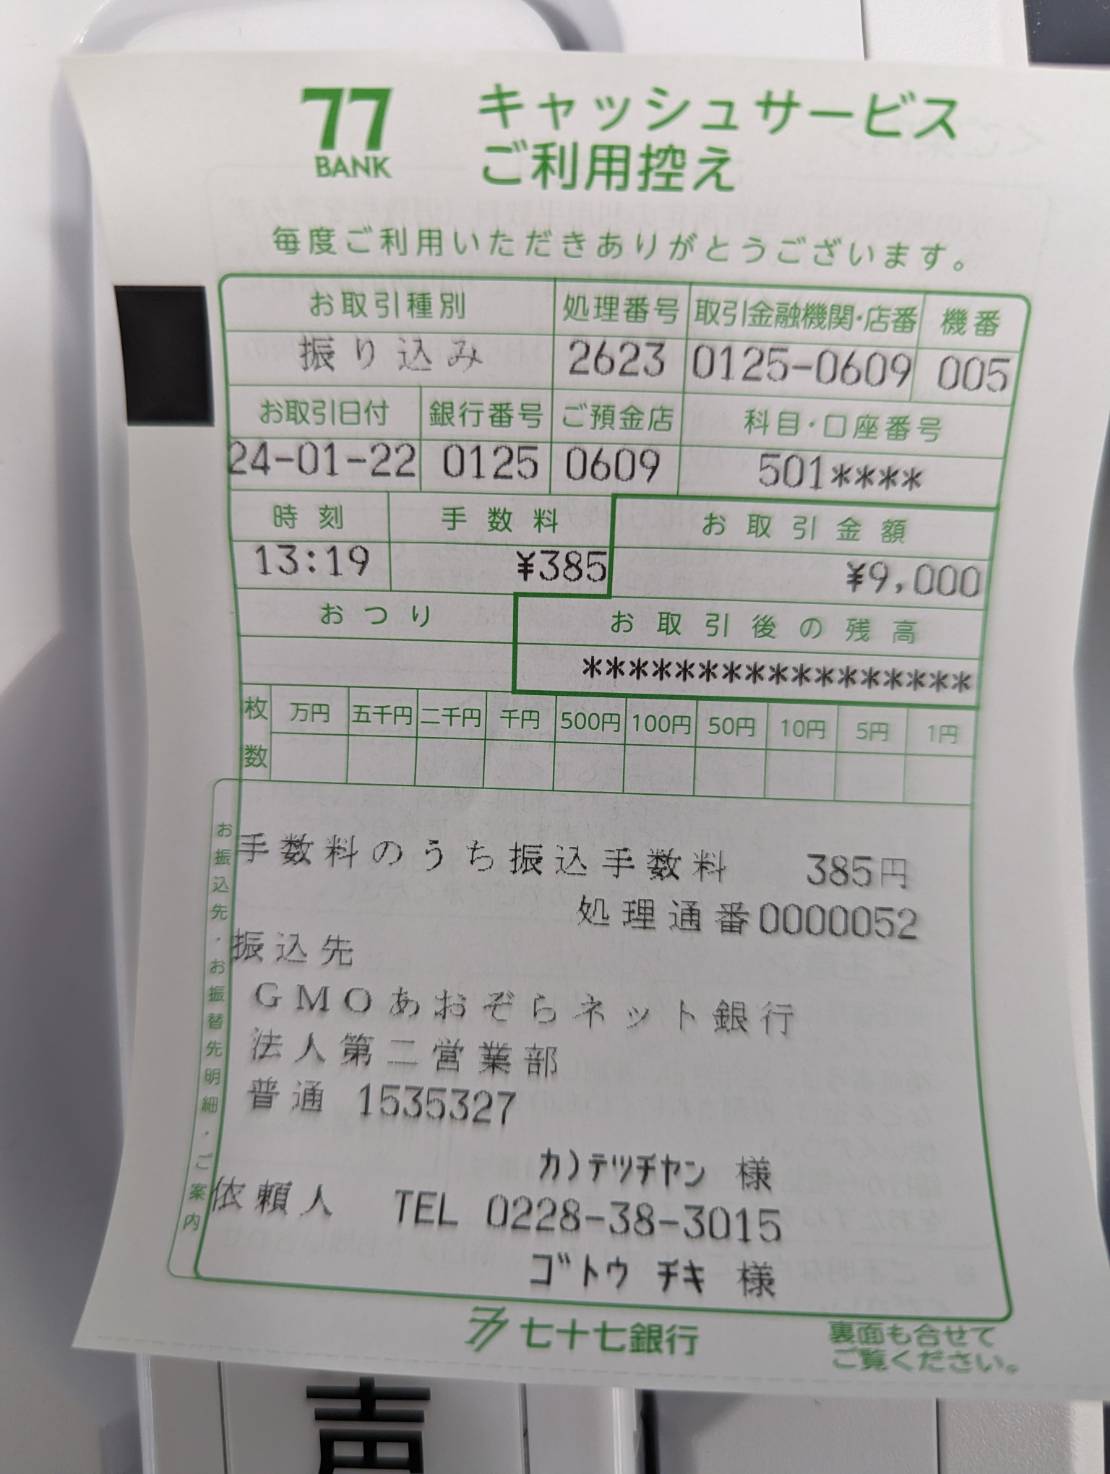 77 BANK
キャッシュサービス
ご利用控え
毎度ご利用いただきありがとうございます。
お取引種別 処理番号 取引金融機関・店番 機番
振り込み 2623 0125-0609 005
お取引日付 銀行番号 ご預金店 科目・口座番号
24-01-22 0125 0609 501****
時刻 手数料 お取引金額
13:19 ¥385 ¥9,000
おつり お取引後の残高
*****************
枚数 万円 五千円 二千円 千円 500円 100円 50円 10円 5円 1円
お振込先・お振替先明細・ご案内
手数料のうち振込手数料 385円
処理通番0000052
振込先
GMOあおぞらネット銀行
法人第二営業部
普通 1535327
カ)テツヂヤン 様
依頼人 TEL 0228-38-3015
ゴトウ チキ 様
七十七銀行
裏面も合せて
ご覧ください。
声